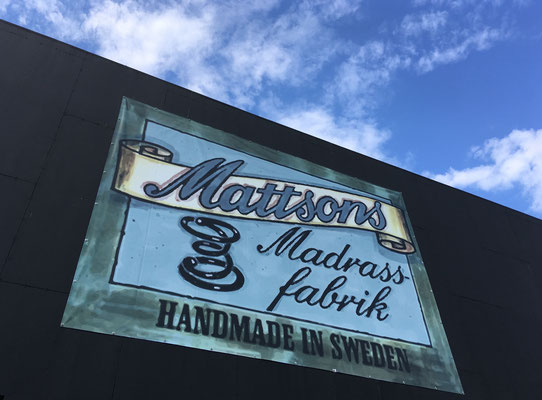 Mattsons
Madrass-
fabrik
HANDMADE IN SWEDEN